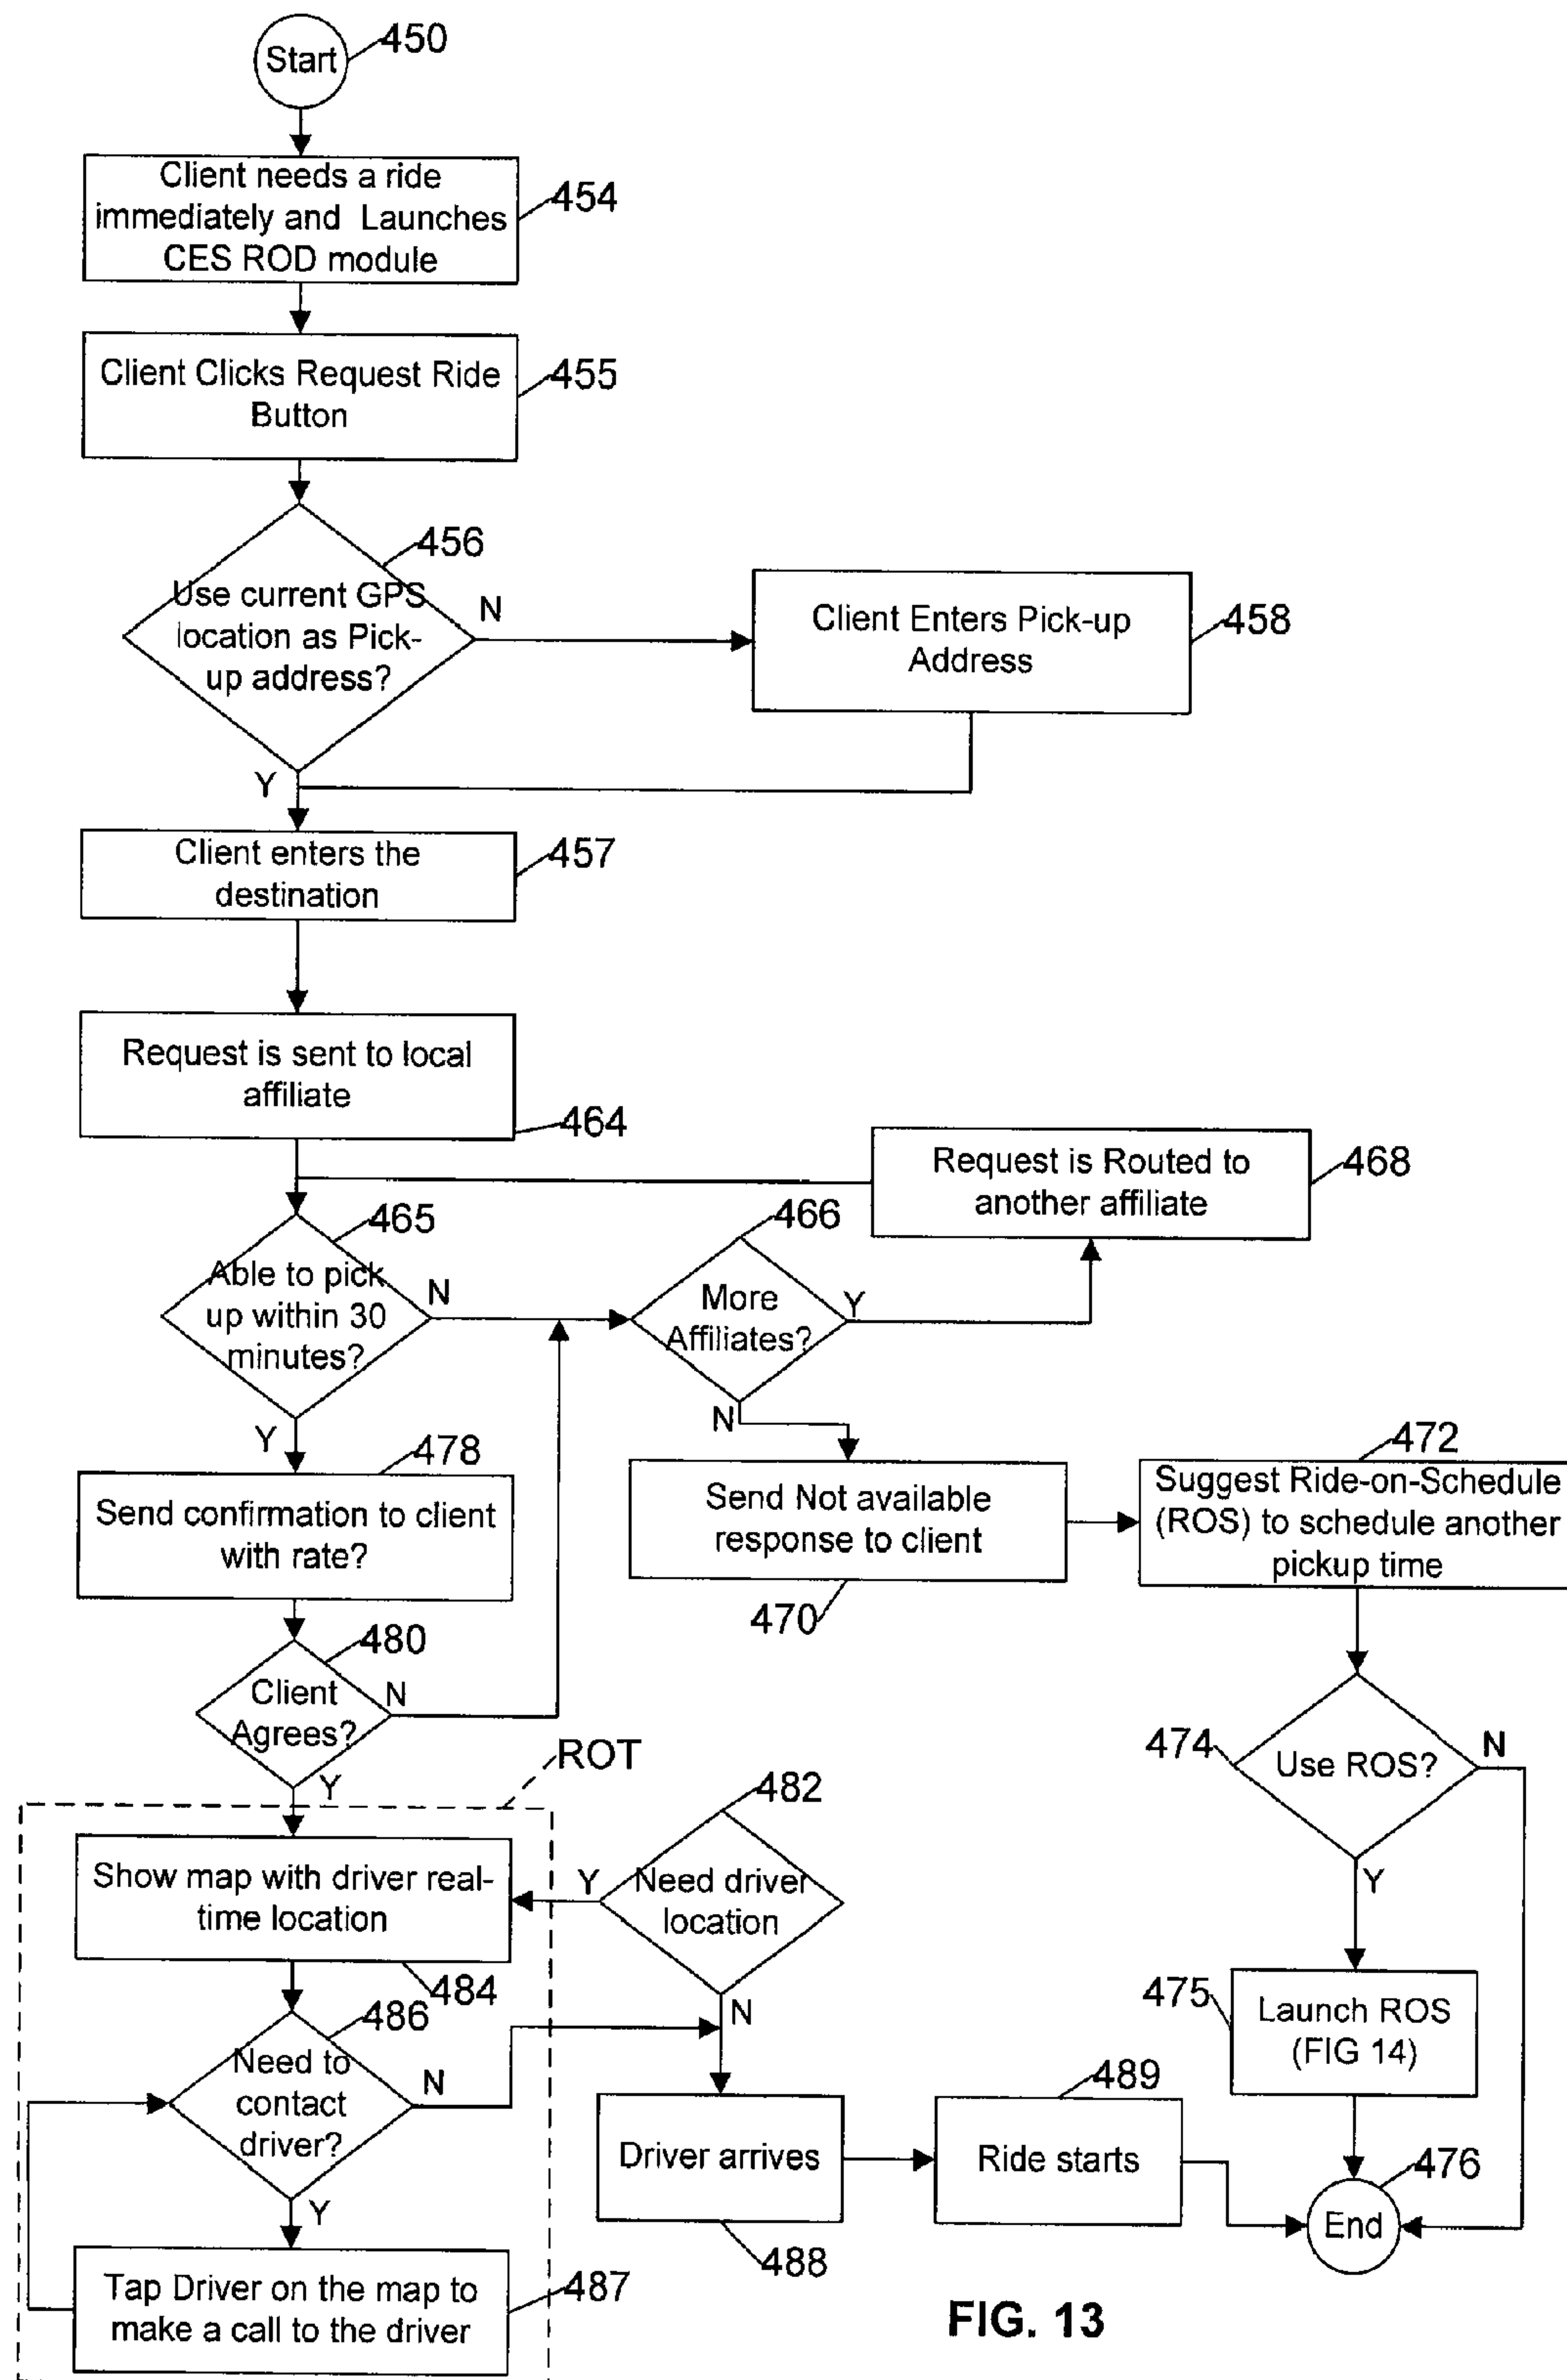 Start
450
Client needs a ride
immediately and Launches
CES ROD module
454
Client Clicks Request Ride
Button
455
456
Use current GPS
location as Pick-
up address?
N
Y
Client Enters Pick-up
Address
458
Client enters the
destination
457
Request is sent to local
affiliate
464
Request is Routed to
another affiliate
468
465
Able to pick
up within 30
minutes?
N
Y
466
More
Affiliates?
Y
N
478
Send confirmation to client
with rate?
Send Not available
response to client
470
472
Suggest Ride-on-Schedule
(ROS) to schedule another
pickup time
480
Client
Agrees?
N
Y
ROT
474
Use ROS?
N
Y
482
Need driver
location
Y
N
Show map with driver real-
time location
484
486
Need to
contact
driver?
N
Y
475
Launch ROS
(FIG 14)
Driver arrives
488
489
Ride starts
476
End
Tap Driver on the map to
make a call to the driver
487
FIG. 13